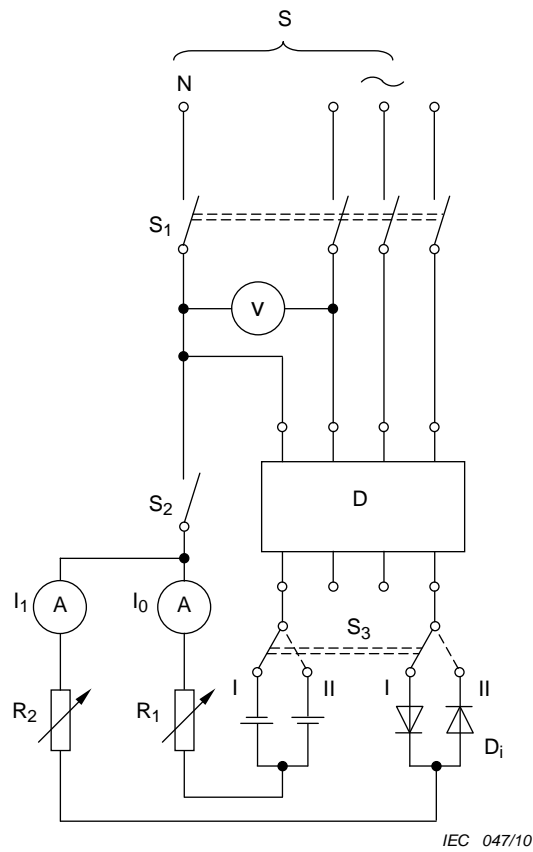 S
N
S1
V
D
S2
I1 A I0 A
S3
I II I II
R2 R1
Di
IEC 047/10